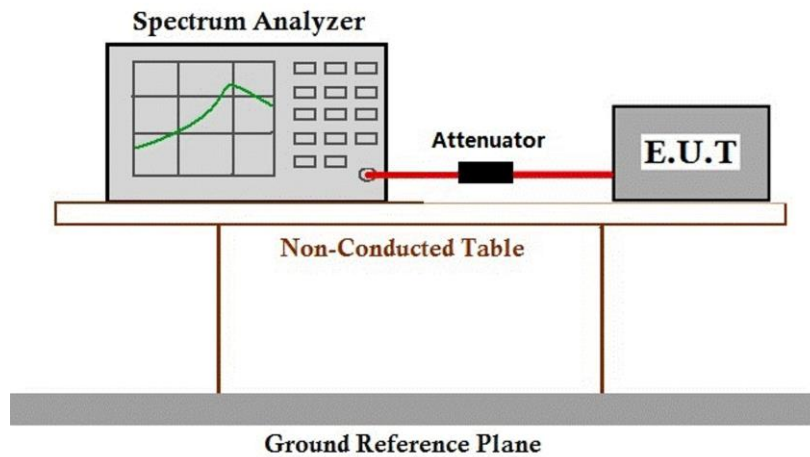 Spectrum Analyzer
Attenuator
E.U.T
Non-Conducted Table
Ground Reference Plane